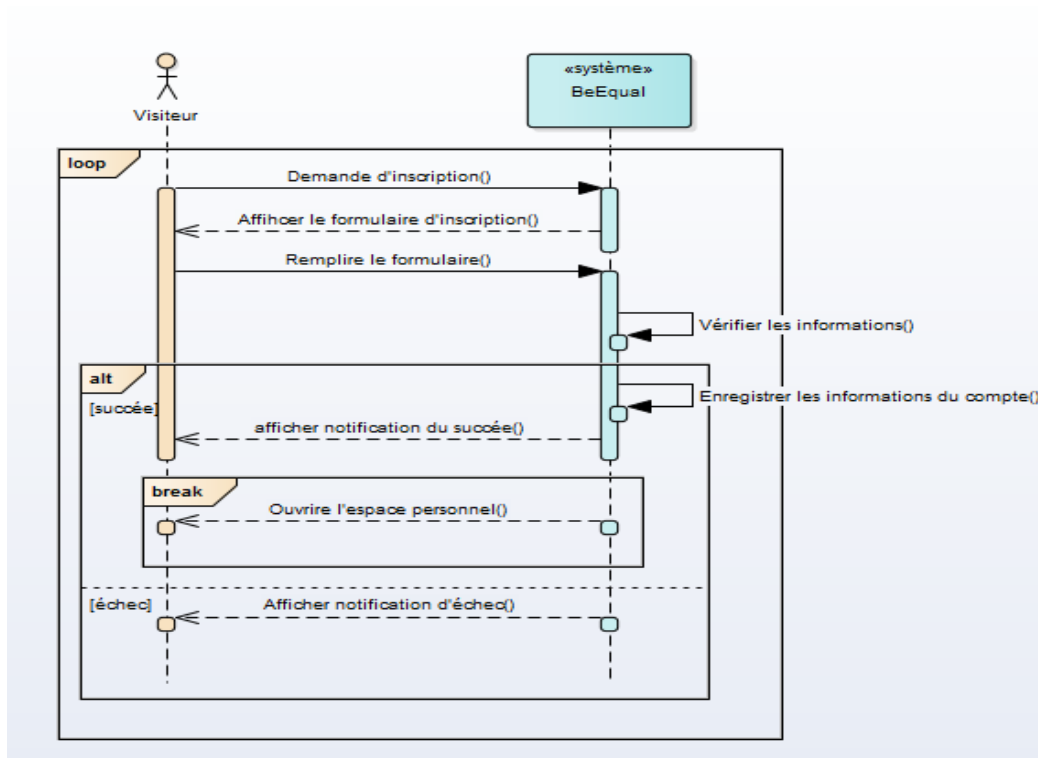 «système»
BeEqual
Visiteur
loop
Demande d'inscription()
Affihcer le formulaire d'inscription()
Remplire le formulaire()
Vérifier les informations()
alt
[succée]
Enregistrer les informations du compte()
afficher notification du succée()
break
Ouvrire l'espace personnel()
[échec]
Afficher notification d'échec()